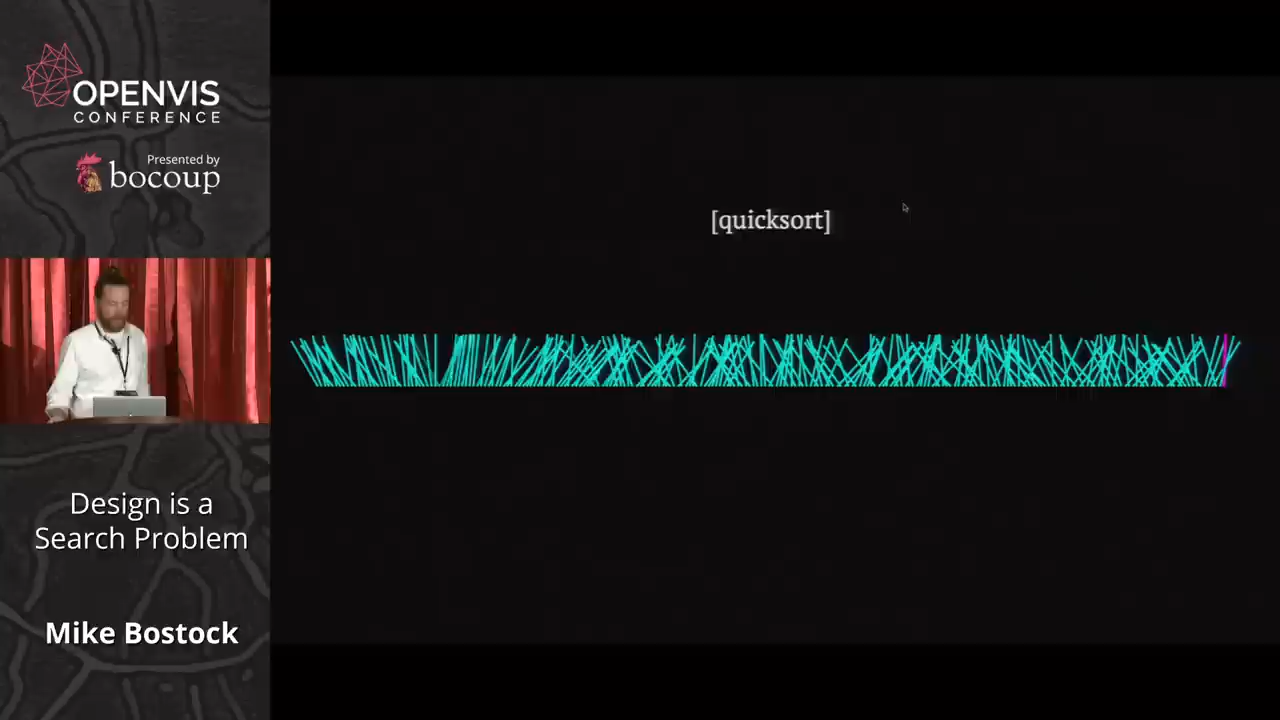 OPENVIS
CONFERENCE
Presented by
bocoup
[quicksort]
Design is a
Search Problem
Mike Bostock